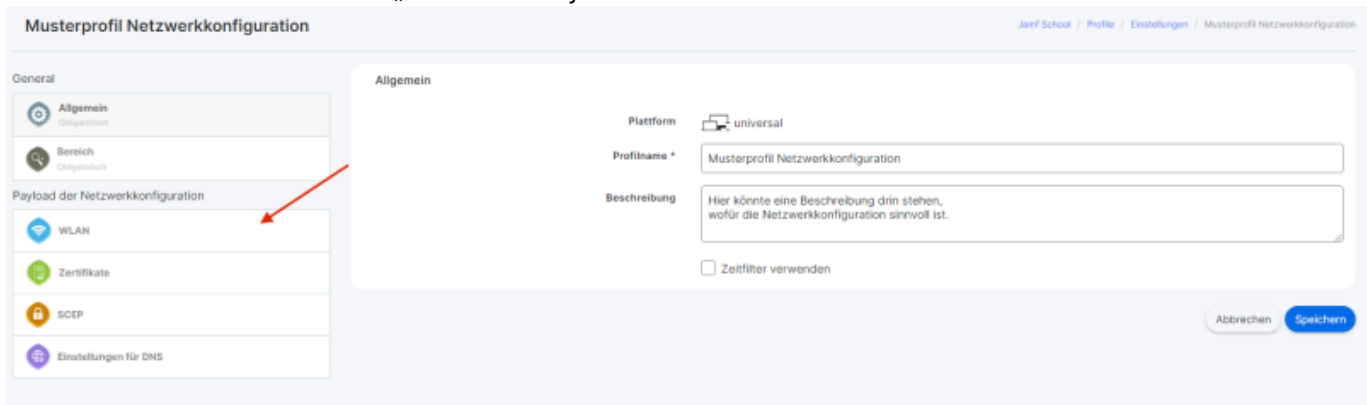 Musterprofil Netzwerkkonfiguration
Jamf School / Profile / Einstellungen / Musterprofil Netzwerkkonfiguration
General
Allgemein
Obligatorisch
Bereich
Obligatorisch
Payload der Netzwerkkonfiguration
WLAN
Zertifikate
SCEP
Einstellungen für DNS
Allgemein
Plattform
universal
Profilname *
Musterprofil Netzwerkkonfiguration
Beschreibung
Hier könnte eine Beschreibung drin stehen,
wofür die Netzwerkkonfiguration sinnvoll ist.
Zeitfilter verwenden
Abbrechen
Speichern